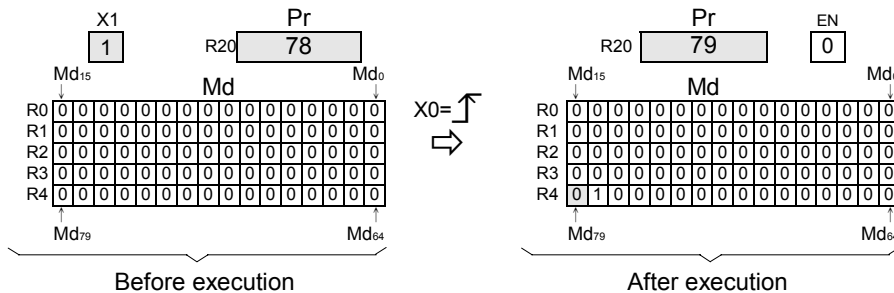 X1 Pr Pr EN
1 R20 78 R20 79 0
Md15 Md0 Md15
Md Md
R0 0 0 0 0 0 0 0 0 0 0 0 0 0 0 0 0 R0 0 0 0 0 0 0 0 0 0 0 0 0 0 0 0 0
R1 0 0 0 0 0 0 0 0 0 0 0 0 0 0 0 0 X0= R1 0 0 0 0 0 0 0 0 0 0 0 0 0 0 0 0
R2 0 0 0 0 0 0 0 0 0 0 0 0 0 0 0 0 R2 0 0 0 0 0 0 0 0 0 0 0 0 0 0 0 0
R3 0 0 0 0 0 0 0 0 0 0 0 0 0 0 0 0 R3 0 0 0 0 0 0 0 0 0 0 0 0 0 0 0 0
R4 0 0 0 0 0 0 0 0 0 0 0 0 0 0 0 0 R4 0 1 0 0 0 0 0 0 0 0 0 0 0 0 0 0
Md79 Md64 Md79 Md64
Before execution After execution